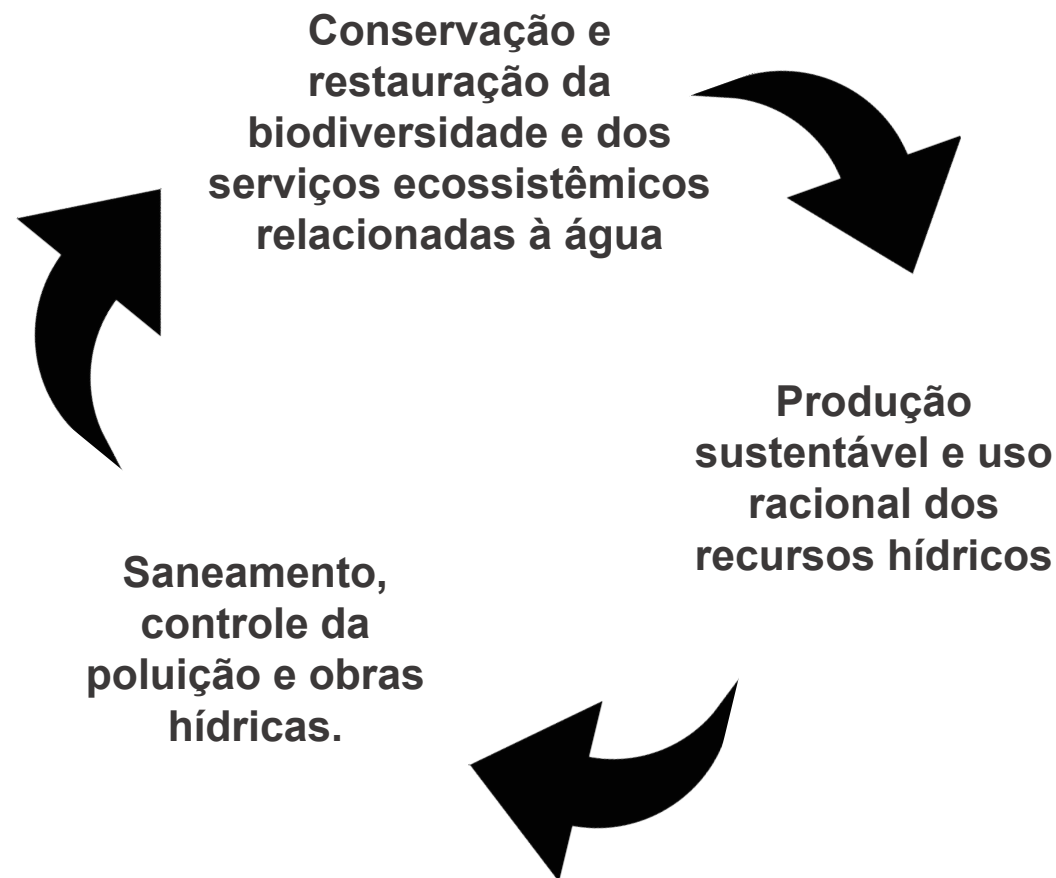 Conservação e
restauração da
biodiversidade e dos
serviços ecossistêmicos
relacionadas à água
Produção
sustentável e uso
racional dos
recursos hídricos
Saneamento,
controle da
poluição e obras
hídricas.